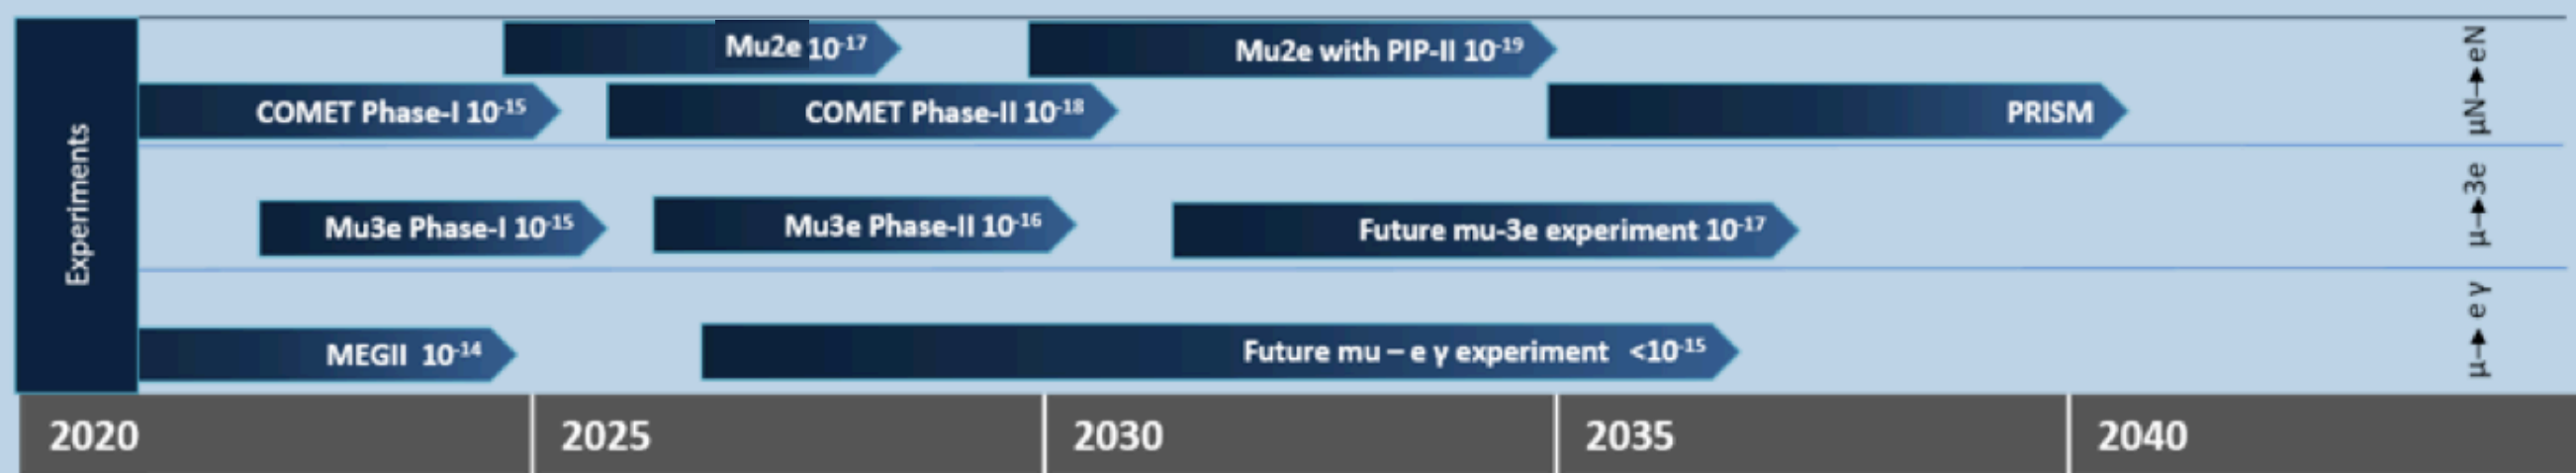 Experiments
Mu2e 10⁻¹⁷
Mu2e with PIP-II 10⁻¹⁹
COMET Phase-I 10⁻¹⁵
COMET Phase-II 10⁻¹⁸
PRISM
µN→eN
Mu3e Phase-I 10⁻¹⁵
Mu3e Phase-II 10⁻¹⁶
Future mu-3e experiment 10⁻¹⁷
µ→3e
MEGII 10⁻¹⁴
Future mu – e γ experiment <10⁻¹⁵
µ→e γ
2020
2025
2030
2035
2040